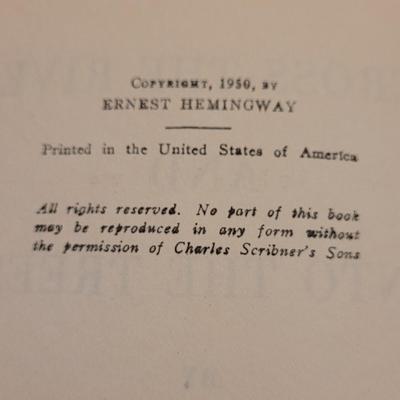 COPYRIGHT, 1950, BY
ERNEST HEMINGWAY
Printed in the United States of America
All rights reserved. No part of this book
may be reproduced in any form without
the permission of Charles Scribner's Sons